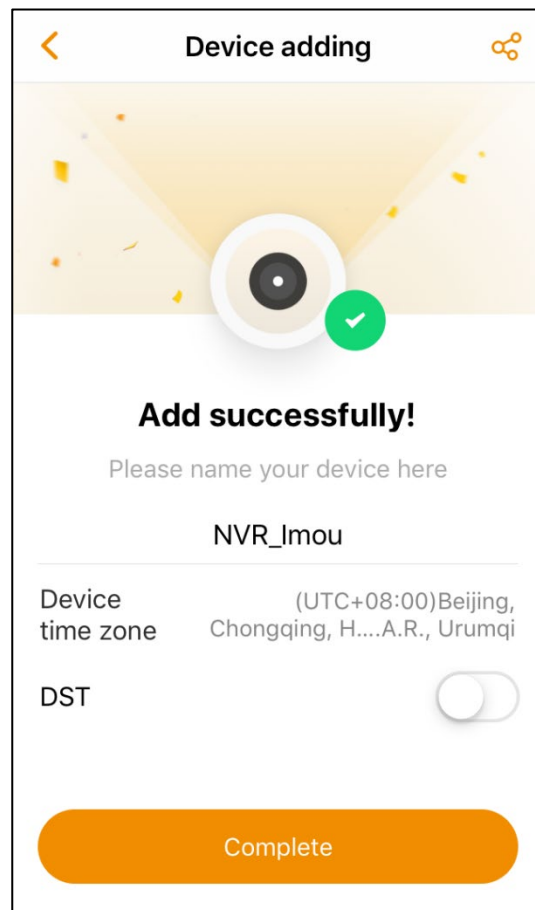 Device adding
Add successfully!
Please name your device here
NVR_Imou
Device
time zone
(UTC+08:00)Beijing,
Chongqing, H....A.R., Urumqi
DST
Complete